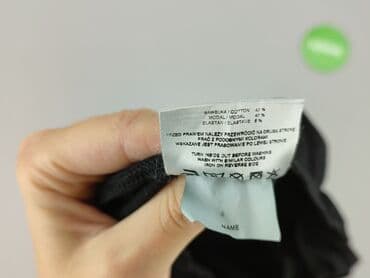 BAWEŁNA / COTTON 47 %
MODAL / MODAL 47 %
ELASTAN / ELASTANE 6 %
PRZED PRANIEM NALEŻY PRZEWRÓCIĆ NA DRUGĄ STRONĘ
PRAĆ Z PODOBNYMI KOLORAMI
WSKAZANE JEST PRASOWANIE PO LEWEJ STRONIE
TURN INSIDE OUT BEFORE WASHING
WASH WITH SIMILAR COLOURS
IRON ON REVERSE SIDE
NAME